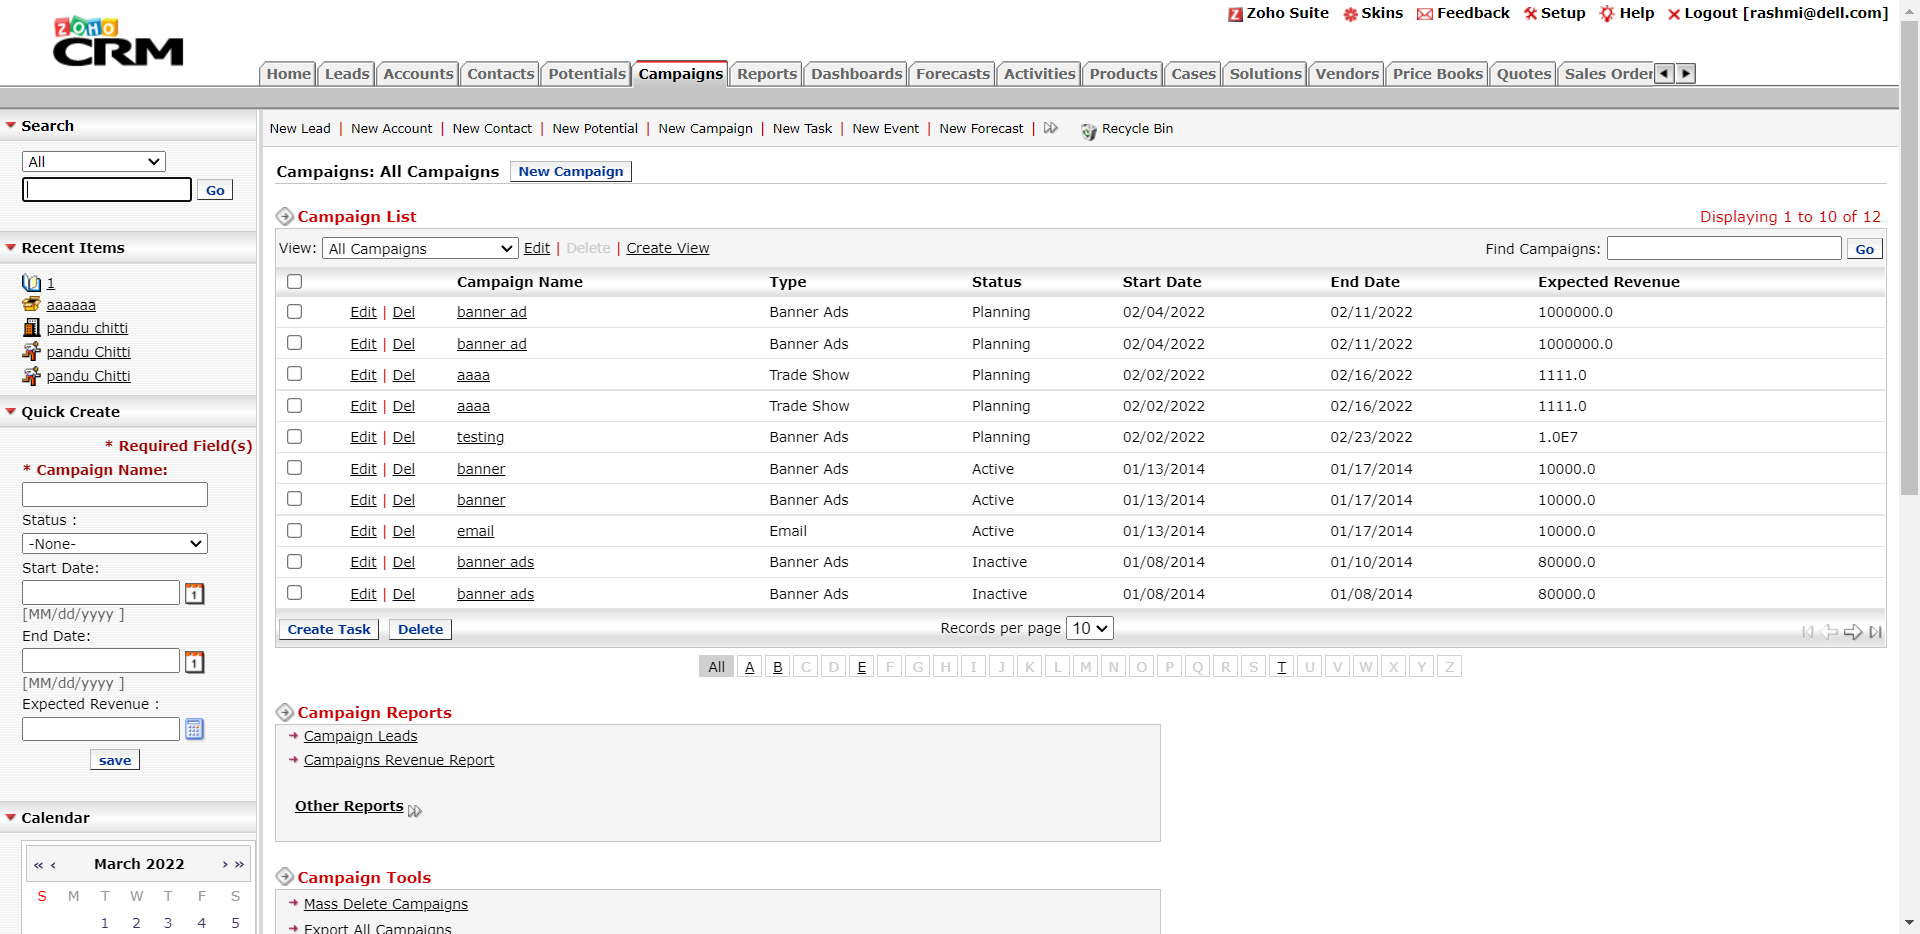 Zoho Suite Skins Feedback Setup Help Logout [rashmi@dell.com]
ZOHO
CRM
Home Leads Accounts Contacts Potentials Campaigns Reports Dashboards Forecasts Activities Products Cases Solutions Vendors Price Books Quotes Sales Order
Search
All
Go
Recent Items
1
aaaaaa
pandu chitti
pandu Chitti
pandu Chitti
Quick Create
* Required Field(s)
* Campaign Name:
Status :
-None-
Start Date:
1
[MM/dd/yyyy ]
End Date:
1
[MM/dd/yyyy ]
Expected Revenue :
save
Calendar
« ‹ March 2022 › »
S M T W T F S
1 2 3 4 5
New Lead | New Account | New Contact | New Potential | New Campaign | New Task | New Event | New Forecast | Recycle Bin
Campaigns: All Campaigns New Campaign
Campaign List Displaying 1 to 10 of 12
View: All Campaigns Edit | Delete | Create View Find Campaigns: Go
Campaign Name Type Status Start Date End Date Expected Revenue
Edit | Del banner ad Banner Ads Planning 02/04/2022 02/11/2022 1000000.0
Edit | Del banner ad Banner Ads Planning 02/04/2022 02/11/2022 1000000.0
Edit | Del aaaa Trade Show Planning 02/02/2022 02/16/2022 1111.0
Edit | Del aaaa Trade Show Planning 02/02/2022 02/16/2022 1111.0
Edit | Del testing Banner Ads Planning 02/02/2022 02/23/2022 1.0E7
Edit | Del banner Banner Ads Active 01/13/2014 01/17/2014 10000.0
Edit | Del banner Banner Ads Active 01/13/2014 01/17/2014 10000.0
Edit | Del email Email Active 01/13/2014 01/17/2014 10000.0
Edit | Del banner ads Banner Ads Inactive 01/08/2014 01/10/2014 80000.0
Edit | Del banner ads Banner Ads Inactive 01/08/2014 01/08/2014 80000.0
Create Task Delete Records per page 10
All A B C D E F G H I J K L M N O P Q R S T U V W X Y Z
Campaign Reports
Campaign Leads
Campaigns Revenue Report
Other Reports
Campaign Tools
Mass Delete Campaigns
Export All Campaigns